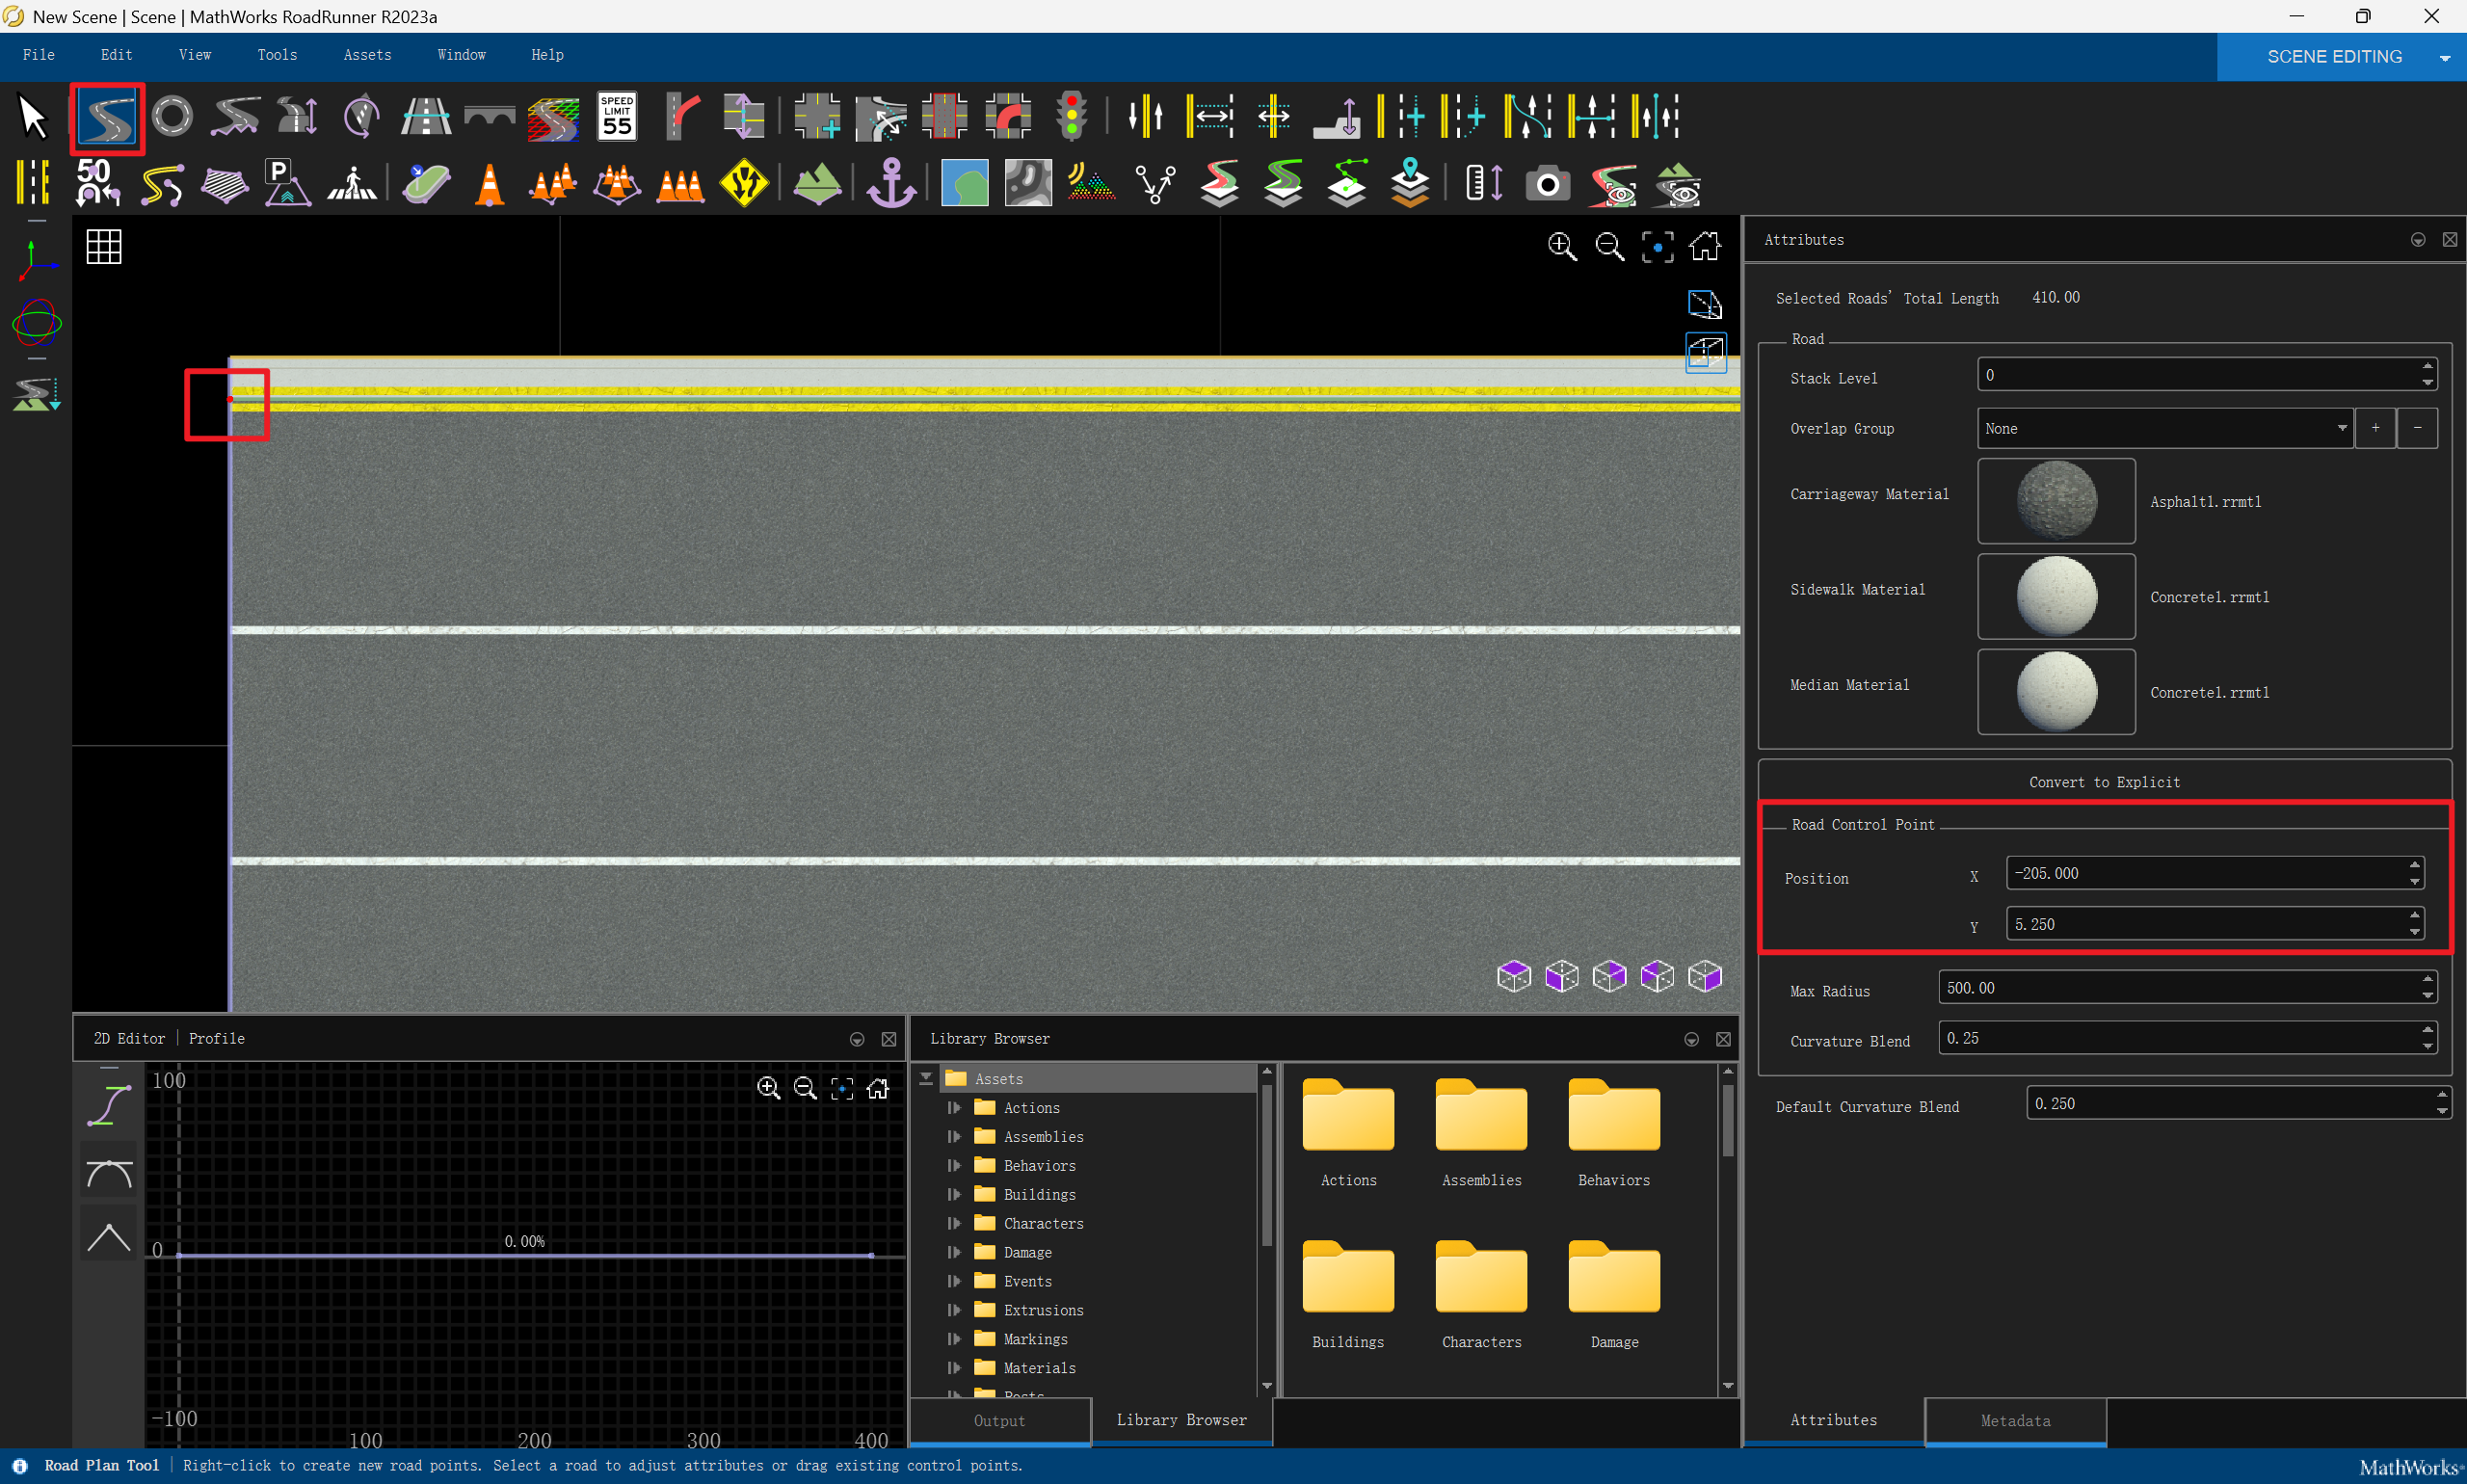 New Scene | Scene | MathWorks RoadRunner R2023a
File Edit View Tools Assets Window Help
SCENE EDITING
SPEED LIMIT 55
50
P
Attributes
Selected Roads' Total Length 410.00
Road
Stack Level 0
Overlap Group None + -
Carriageway Material Asphalt1.rrmtl
Sidewalk Material Concrete1.rrmtl
Median Material Concrete1.rrmtl
Convert to Explicit
Road Control Point
Position X -205.000
Y 5.250
Max Radius 500.00
Curvature Blend 0.25
Default Curvature Blend 0.250
2D Editor | Profile
100
0
0.00%
-100
100 200 300 400
Library Browser
Assets
Actions
Assemblies
Behaviors
Buildings
Characters
Damage
Events
Extrusions
Markings
Materials
Actions Assemblies Behaviors
Buildings Characters Damage
Output Library Browser
Attributes Metadata
Road Plan Tool | Right-click to create new road points. Select a road to adjust attributes or drag existing control points.
MathWorks